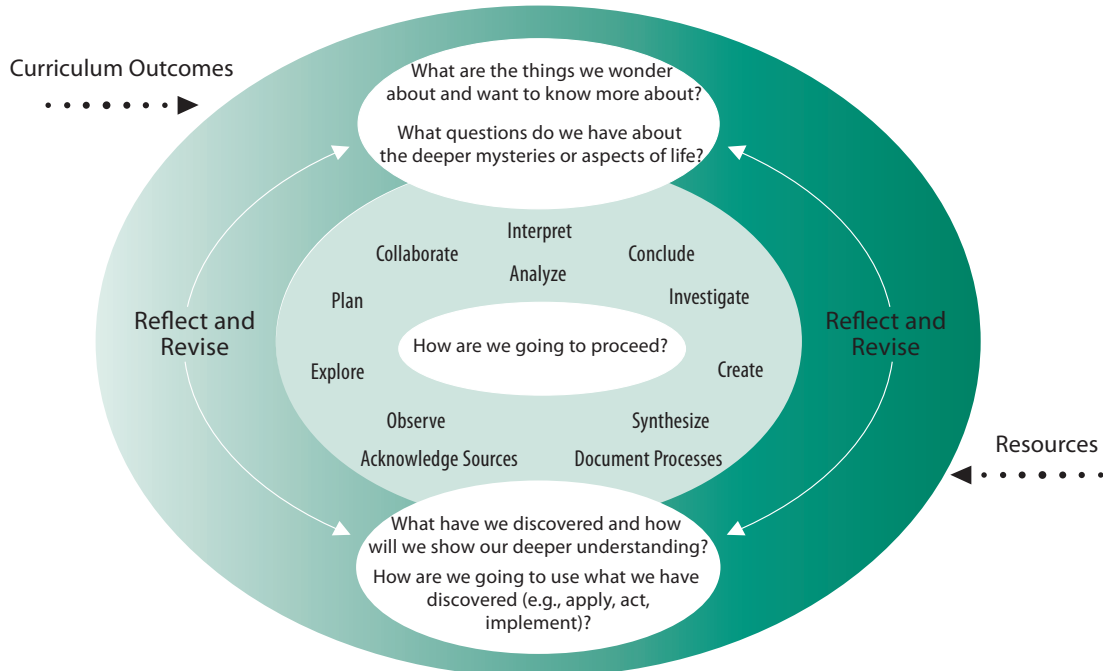 Curriculum Outcomes
What are the things we wonder
about and want to know more about?
What questions do we have about
the deeper mysteries or aspects of life?
Interpret
Collaborate
Conclude
Analyze
Plan
Investigate
Reflect and
Revise
How are we going to proceed?
Reflect and
Revise
Explore
Create
Observe
Synthesize
Acknowledge Sources
Document Processes
Resources
What have we discovered and how
will we show our deeper understanding?
How are we going to use what we have
discovered (e.g., apply, act,
implement)?